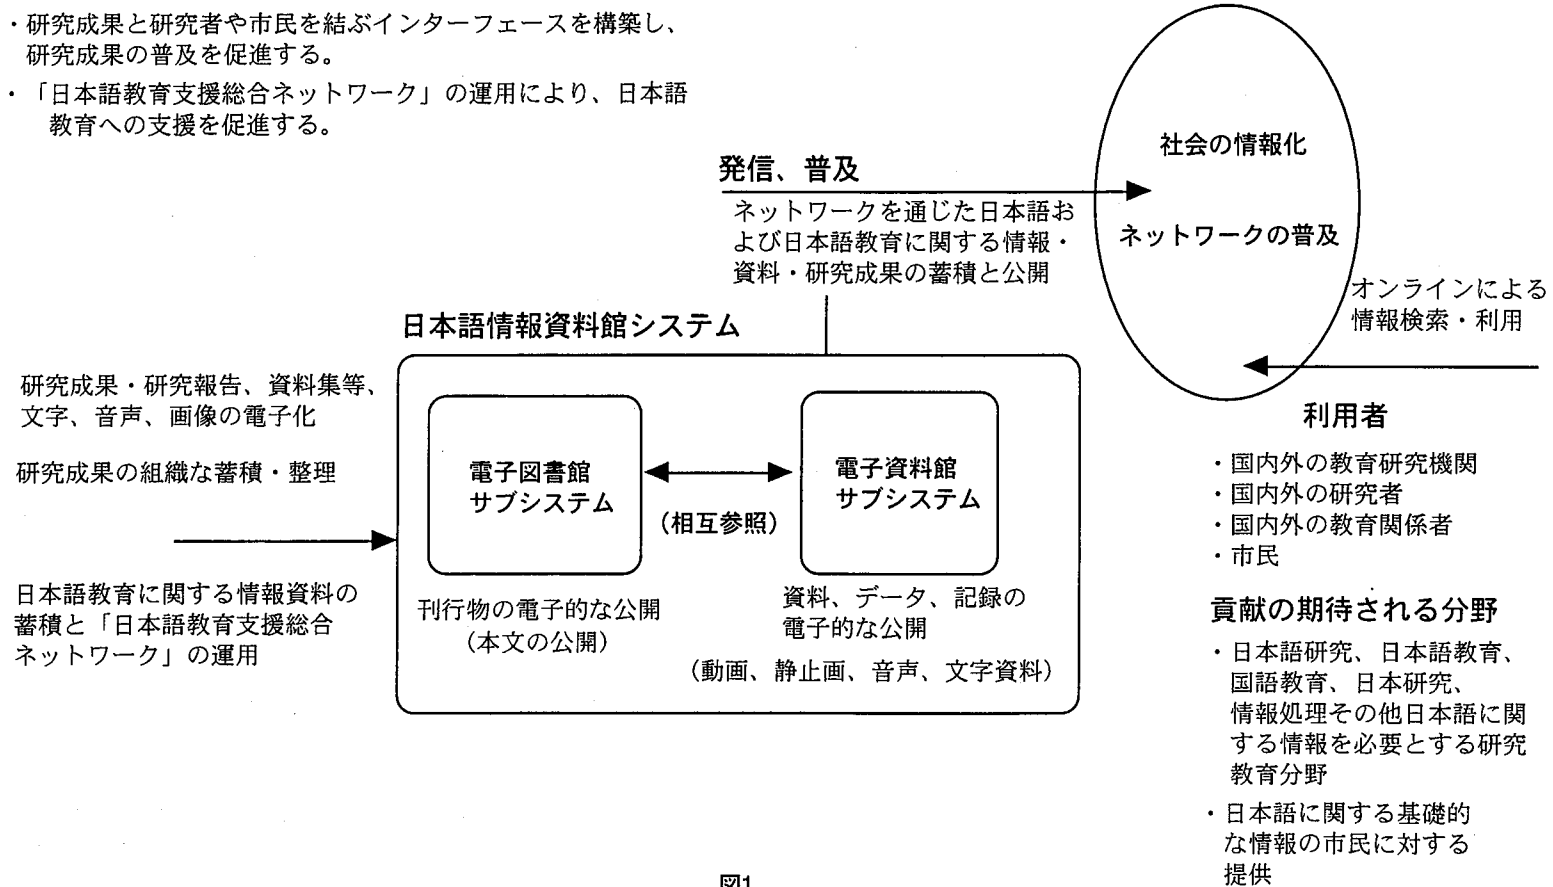 ・研究成果と研究者や市民を結ぶインターフェースを構築し、
研究成果の普及を促進する。
・「日本語教育支援総合ネットワーク」の運用により、日本語
教育への支援を促進する。
発信、普及
ネットワークを通じた日本語お
よび日本語教育に関する情報・
資料・研究成果の蓄積と公開
社会の情報化
ネットワークの普及
オンラインによる
情報検索・利用
日本語情報資料館システム
研究成果・研究報告、資料集等、
文字、音声、画像の電子化
研究成果の組織な蓄積・整理
日本語教育に関する情報資料の
蓄積と「日本語教育支援総合
ネットワーク」の運用
電子図書館
サブシステム
(相互参照)
電子資料館
サブシステム
刊行物の電子的な公開
(本文の公開)
資料、データ、記録の
電子的な公開
(動画、静止画、音声、文字資料)
利用者
・国内外の教育研究機関
・国内外の研究者
・国内外の教育関係者
・市民
貢献の期待される分野
・日本語研究、日本語教育、
国語教育、日本研究、
情報処理その他日本語に関
する情報を必要とする研究
教育分野
・日本語に関する基礎的
な情報の市民に対する
提供
図1